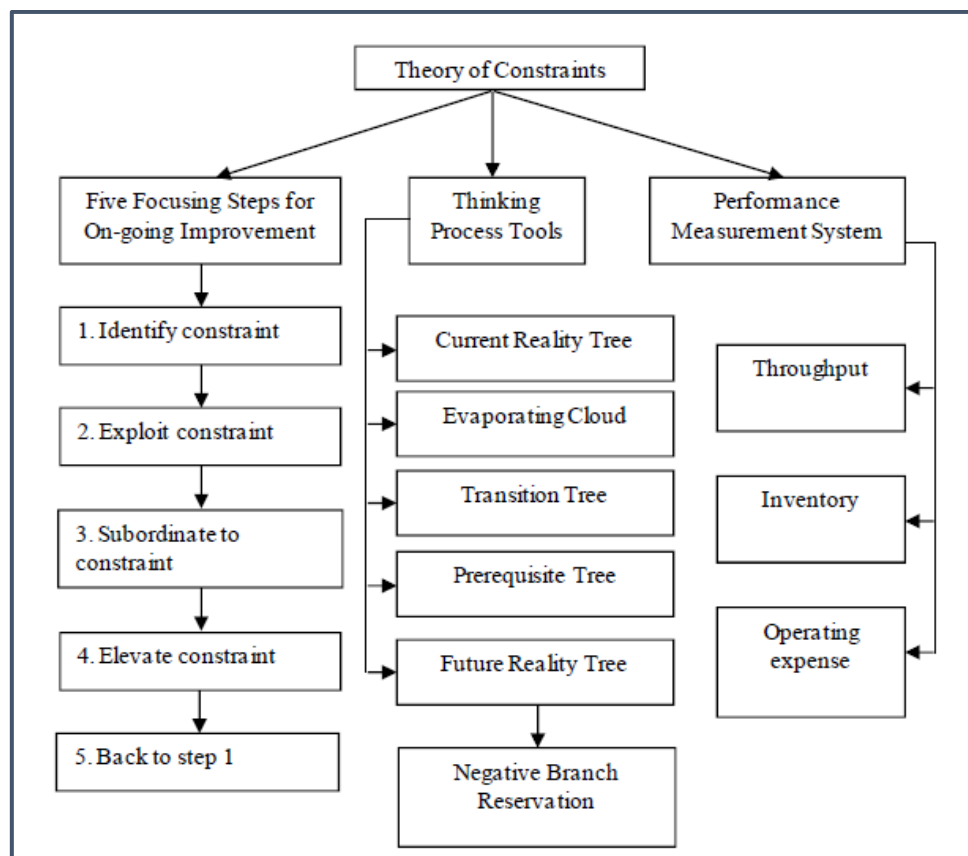 Theory of Constraints
Five Focusing Steps for
On-going Improvement
1. Identify constraint
2. Exploit constraint
3. Subordinate to
constraint
4. Elevate constraint
5. Back to step 1
Thinking
Process Tools
Current Reality Tree
Evaporating Cloud
Transition Tree
Prerequisite Tree
Future Reality Tree
Negative Branch
Reservation
Performance
Measurement System
Throughput
Inventory
Operating
expense